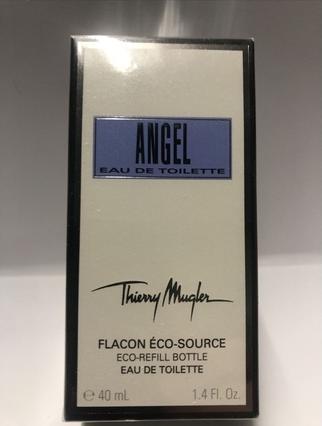 ANGEL
EAU DE TOILETTE
Thierry Mugler
FLACON ÉCO-SOURCE
ECO-REFILL BOTTLE
EAU DE TOILETTE
℮ 40 mL 1.4 Fl. Oz.